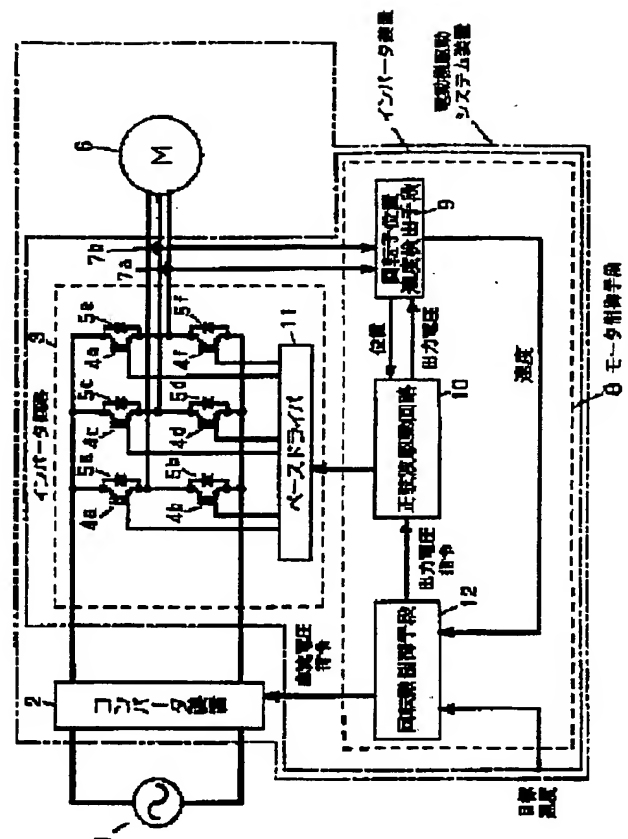 電動機駆動
システム装置
インバータ装置
インバータ回路
3
6
M
7b
7a
5a
5c
5e
4a
4c
4e
5b
5d
5f
4b
4d
4f
11
ベースドライバ
2
コンバータ装置
直流電圧
指令
回転子位置
速度検出手段
9
位置
出力電圧
10
正弦波駆動回路
速度
出力電圧
指令
12
回転数制御手段
目標
速度
8 モータ制御手段